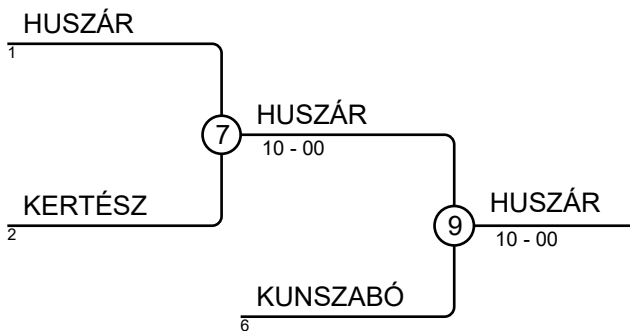 HUSZÁR
1
7
HUSZÁR
10 - 00
KERTÉSZ
2
9
HUSZÁR
10 - 00
KUNSZABÓ
6